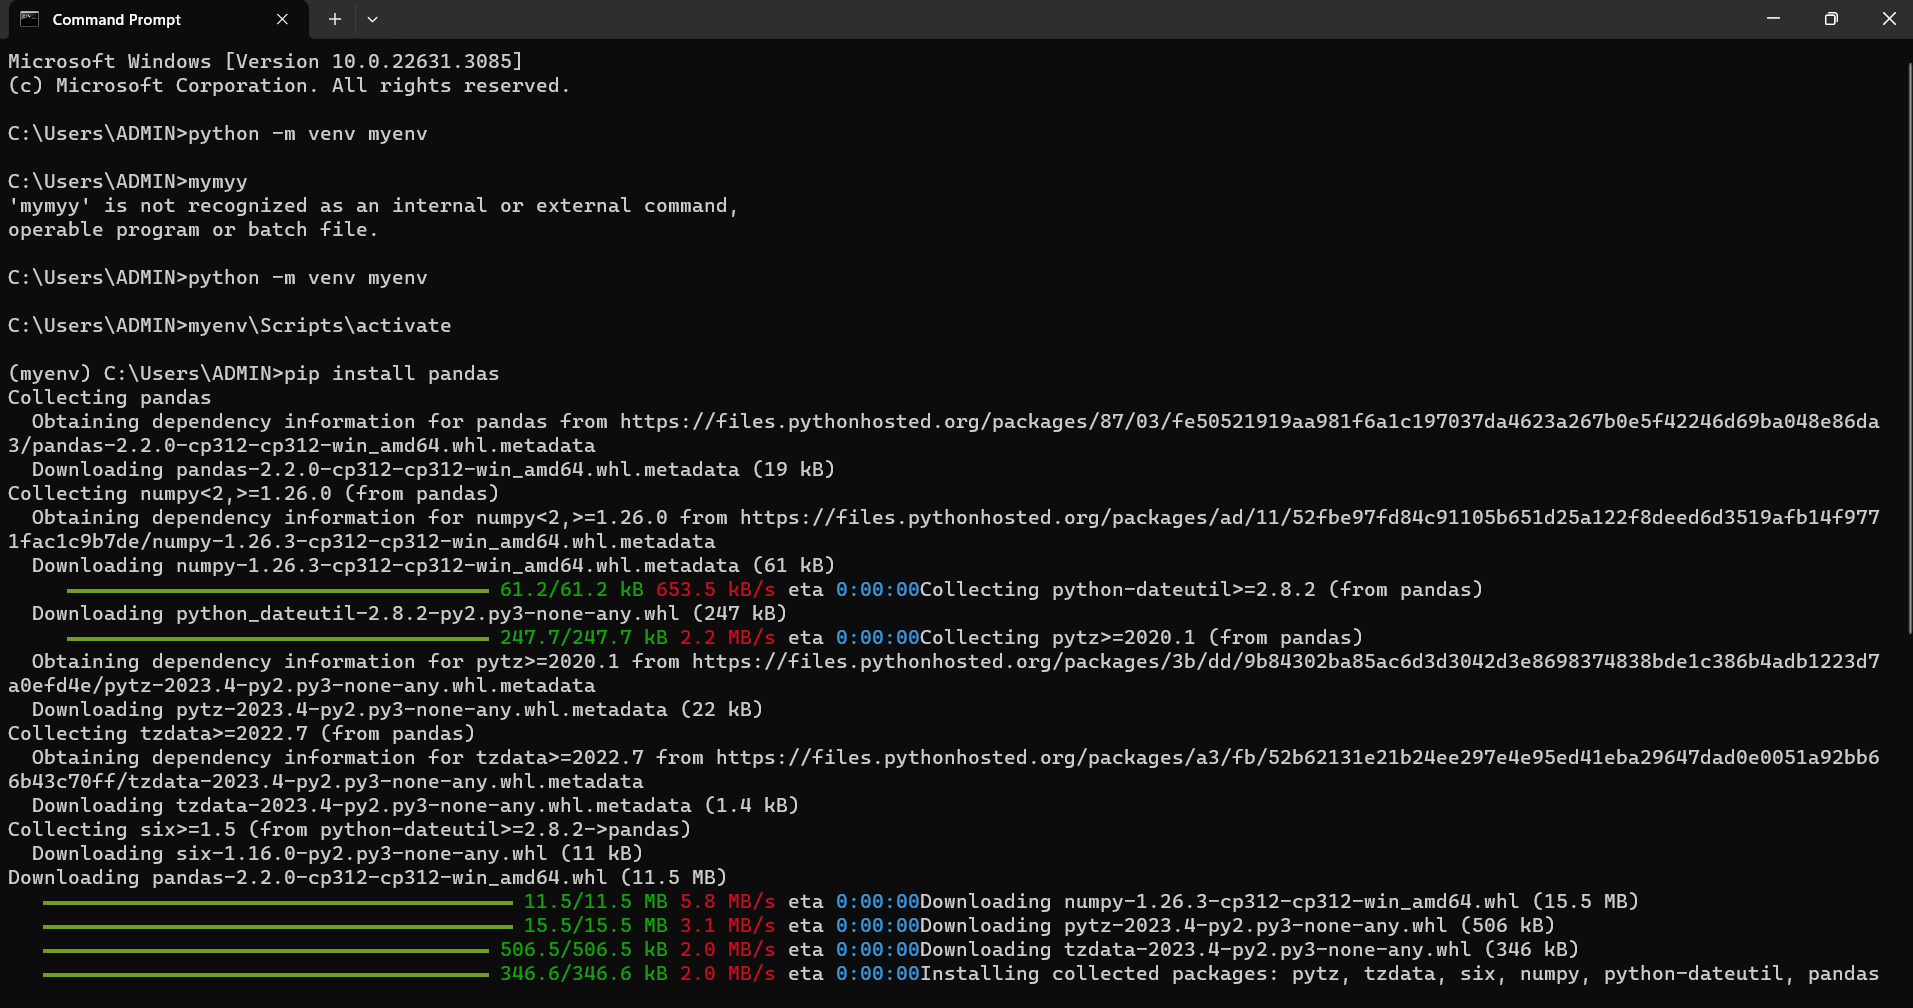 Command Prompt
Microsoft Windows [Version 10.0.22631.3085]
(c) Microsoft Corporation. All rights reserved.
C:\Users\ADMIN>python -m venv myenv
C:\Users\ADMIN>mymyy
'mymyy' is not recognized as an internal or external command,
operable program or batch file.
C:\Users\ADMIN>python -m venv myenv
C:\Users\ADMIN>myenv\Scripts\activate
(myenv) C:\Users\ADMIN>pip install pandas
Collecting pandas
  Obtaining dependency information for pandas from https://files.pythonhosted.org/packages/87/03/fe50521919aa981f6a1c197037da4623a267b0e5f42246d69ba048e86da
3/pandas-2.2.0-cp312-cp312-win_amd64.whl.metadata
  Downloading pandas-2.2.0-cp312-cp312-win_amd64.whl.metadata (19 kB)
Collecting numpy<2,>=1.26.0 (from pandas)
  Obtaining dependency information for numpy<2,>=1.26.0 from https://files.pythonhosted.org/packages/ad/11/52fbe97fd84c91105b651d25a122f8deed6d3519afb14f977
1fac1c9b7de/numpy-1.26.3-cp312-cp312-win_amd64.whl.metadata
  Downloading numpy-1.26.3-cp312-cp312-win_amd64.whl.metadata (61 kB)
61.2/61.2 kB 653.5 kB/s eta 0:00:00Collecting python-dateutil>=2.8.2 (from pandas)
  Downloading python_dateutil-2.8.2-py2.py3-none-any.whl (247 kB)
247.7/247.7 kB 2.2 MB/s eta 0:00:00Collecting pytz>=2020.1 (from pandas)
  Obtaining dependency information for pytz>=2020.1 from https://files.pythonhosted.org/packages/3b/dd/9b84302ba85ac6d3d3042d3e8698374838bde1c386b4adb1223d7
a0efd4e/pytz-2023.4-py2.py3-none-any.whl.metadata
  Downloading pytz-2023.4-py2.py3-none-any.whl.metadata (22 kB)
Collecting tzdata>=2022.7 (from pandas)
  Obtaining dependency information for tzdata>=2022.7 from https://files.pythonhosted.org/packages/a3/fb/52b62131e21b24ee297e4e95ed41eba29647dad0e0051a92bb6
6b43c70ff/tzdata-2023.4-py2.py3-none-any.whl.metadata
  Downloading tzdata-2023.4-py2.py3-none-any.whl.metadata (1.4 kB)
Collecting six>=1.5 (from python-dateutil>=2.8.2->pandas)
  Downloading six-1.16.0-py2.py3-none-any.whl (11 kB)
Downloading pandas-2.2.0-cp312-cp312-win_amd64.whl (11.5 MB)
11.5/11.5 MB 5.8 MB/s eta 0:00:00Downloading numpy-1.26.3-cp312-cp312-win_amd64.whl (15.5 MB)
15.5/15.5 MB 3.1 MB/s eta 0:00:00Downloading pytz-2023.4-py2.py3-none-any.whl (506 kB)
506.5/506.5 kB 2.0 MB/s eta 0:00:00Downloading tzdata-2023.4-py2.py3-none-any.whl (346 kB)
346.6/346.6 kB 2.0 MB/s eta 0:00:00Installing collected packages: pytz, tzdata, six, numpy, python-dateutil, pandas